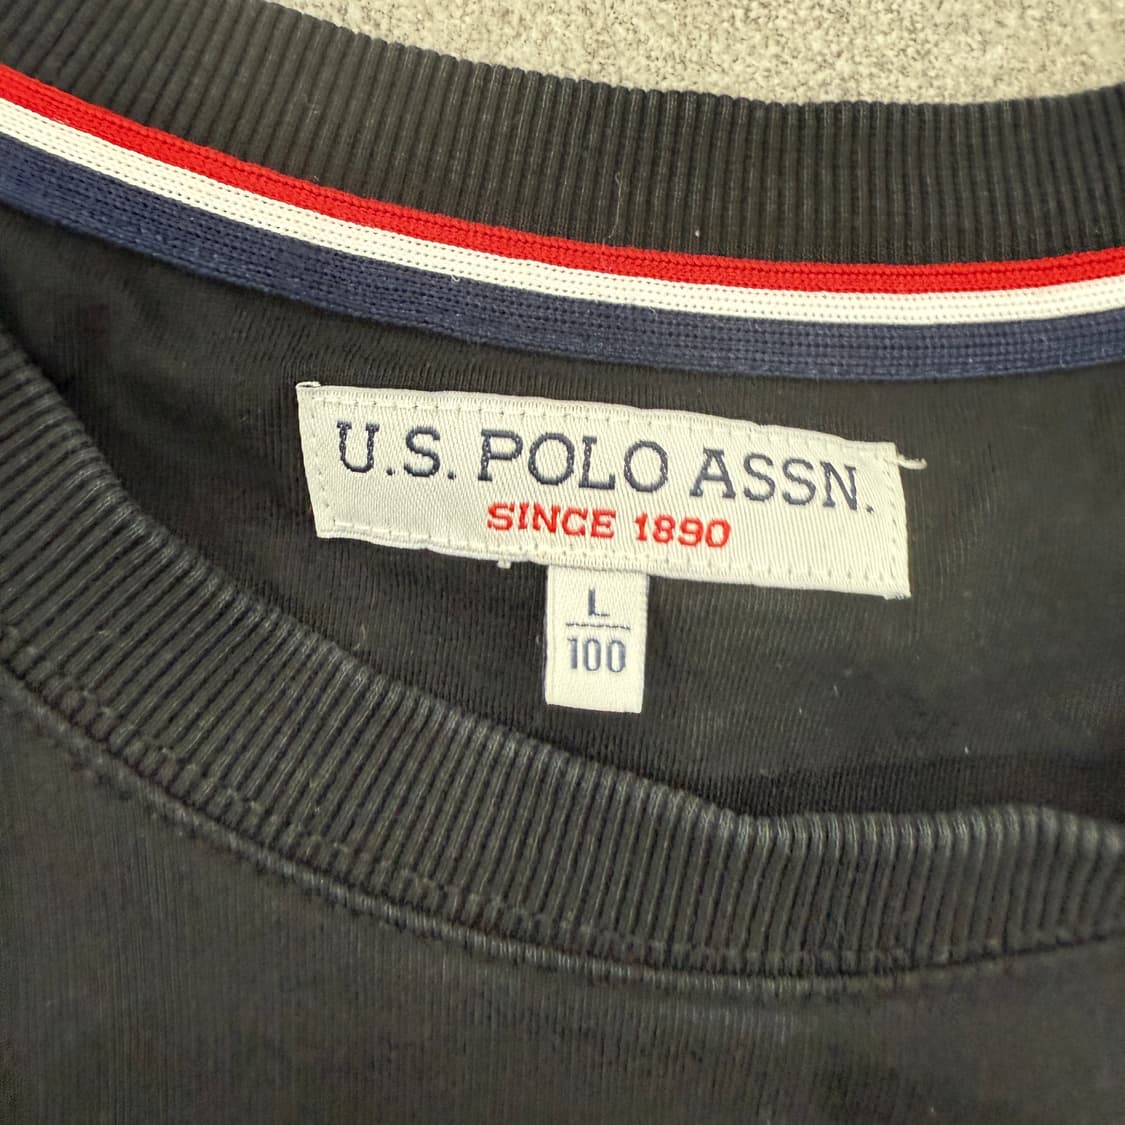 U.S. POLO ASSN.
SINCE 1890
L
100